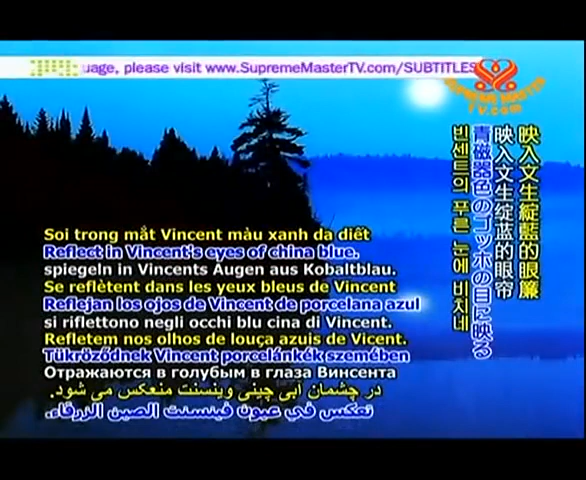 uage, please visit www.SupremeMasterTV.com/SUBTITLES
SUPREME MASTER
TV.com
Soi trong mắt Vincent màu xanh da diết
Reflect in Vincent's eyes of china blue.
spiegeln in Vincents Augen aus Kobaltblau.
Se reflètent dans les yeux bleus de Vincent
Reflejan los ojos de Vincent de porcelana azul
si riflettono negli occhi blu cina di Vincent.
Refletem nos olhos de louça azuis de Vicent.
Tükröződnek Vincent porcelánkék szemében
Отражаются в голубым в глаза Винсента
در چشمان آبی چینی وینسنت منعکس می شود.
تعكس في عيون فينسنت الصين الزرقاء.
映入文生綻藍的眼簾
映入文生绽蓝的眼帘
青磁器色のゴッホの目に映る
빈센트의 푸른 눈에 비치네